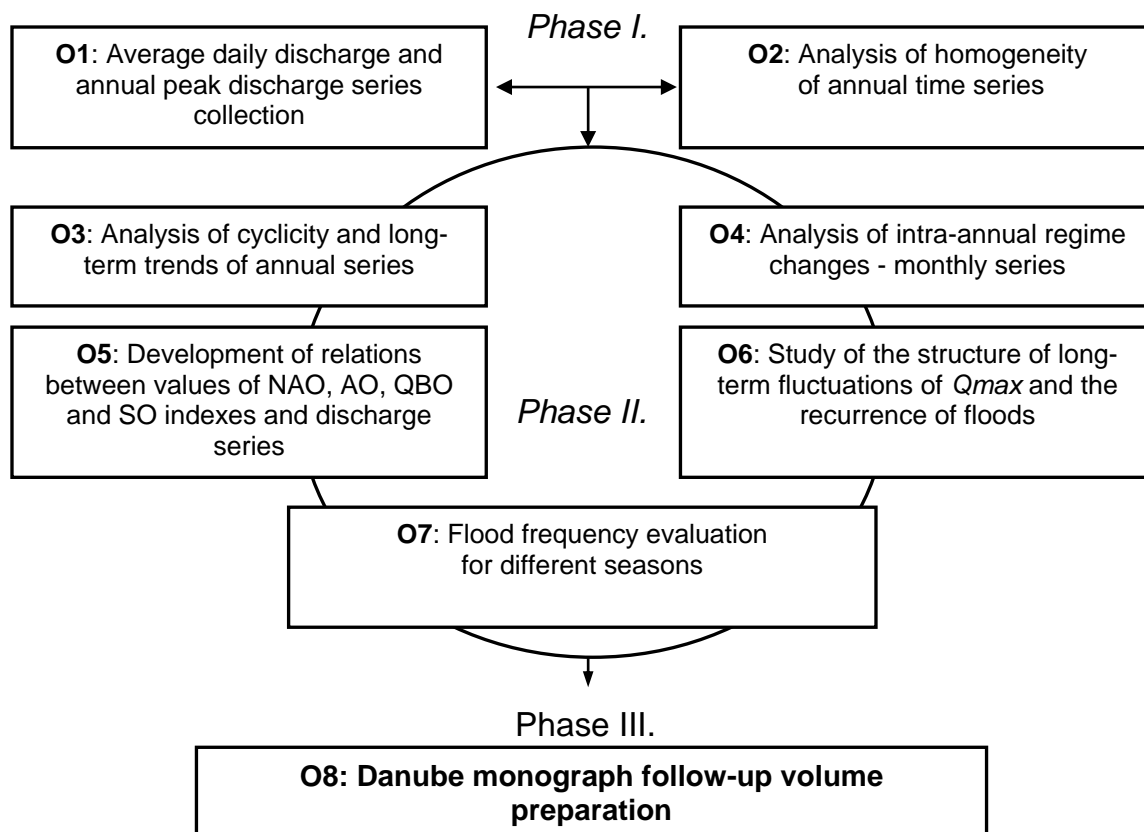 Phase I.
O1: Average daily discharge and
annual peak discharge series
collection
O2: Analysis of homogeneity
of annual time series
O3: Analysis of cyclicity and long-
term trends of annual series
O4: Analysis of intra-annual regime
changes - monthly series
O5: Development of relations
between values of NAO, AO, QBO
and SO indexes and discharge
series
Phase II.
O6: Study of the structure of long-
term fluctuations of Qmax and the
recurrence of floods
O7: Flood frequency evaluation
for different seasons
Phase III.
O8: Danube monograph follow-up volume
preparation